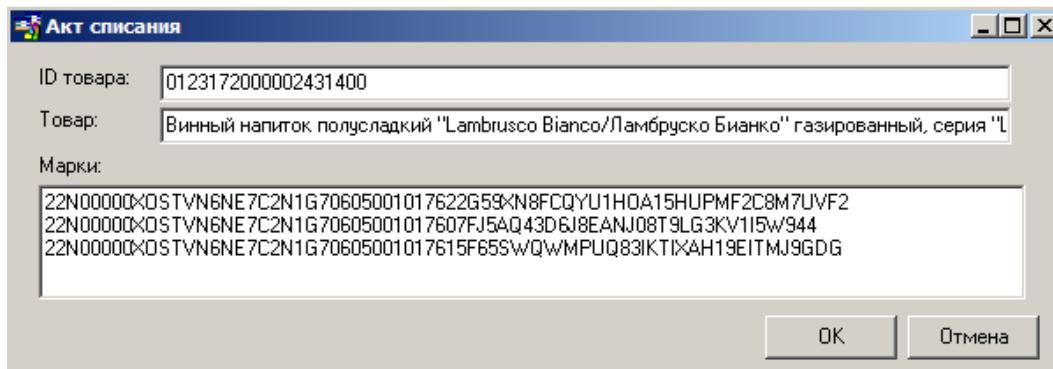 Акт списания
ID товара:
0123172000002431400
Товар:
Винный напиток полусладкий "Lambrusco Bianco/Ламбруско Бианко" газированный, серия "L
Марки:
22N00000XOSTVN6NE7C2N1G70605001017622G59XN8FCQYU1HOA15HUPMF2C8M7UVF2
22N00000XOSTVN6NE7C2N1G70605001017607FJ5AQ43D6J8EANJ08T9LG3KV1I5W944
22N00000XOSTVN6NE7C2N1G70605001017615F65SWQWMPUQ83IKTIXAH19EITMJ9GDG
OK
Отмена